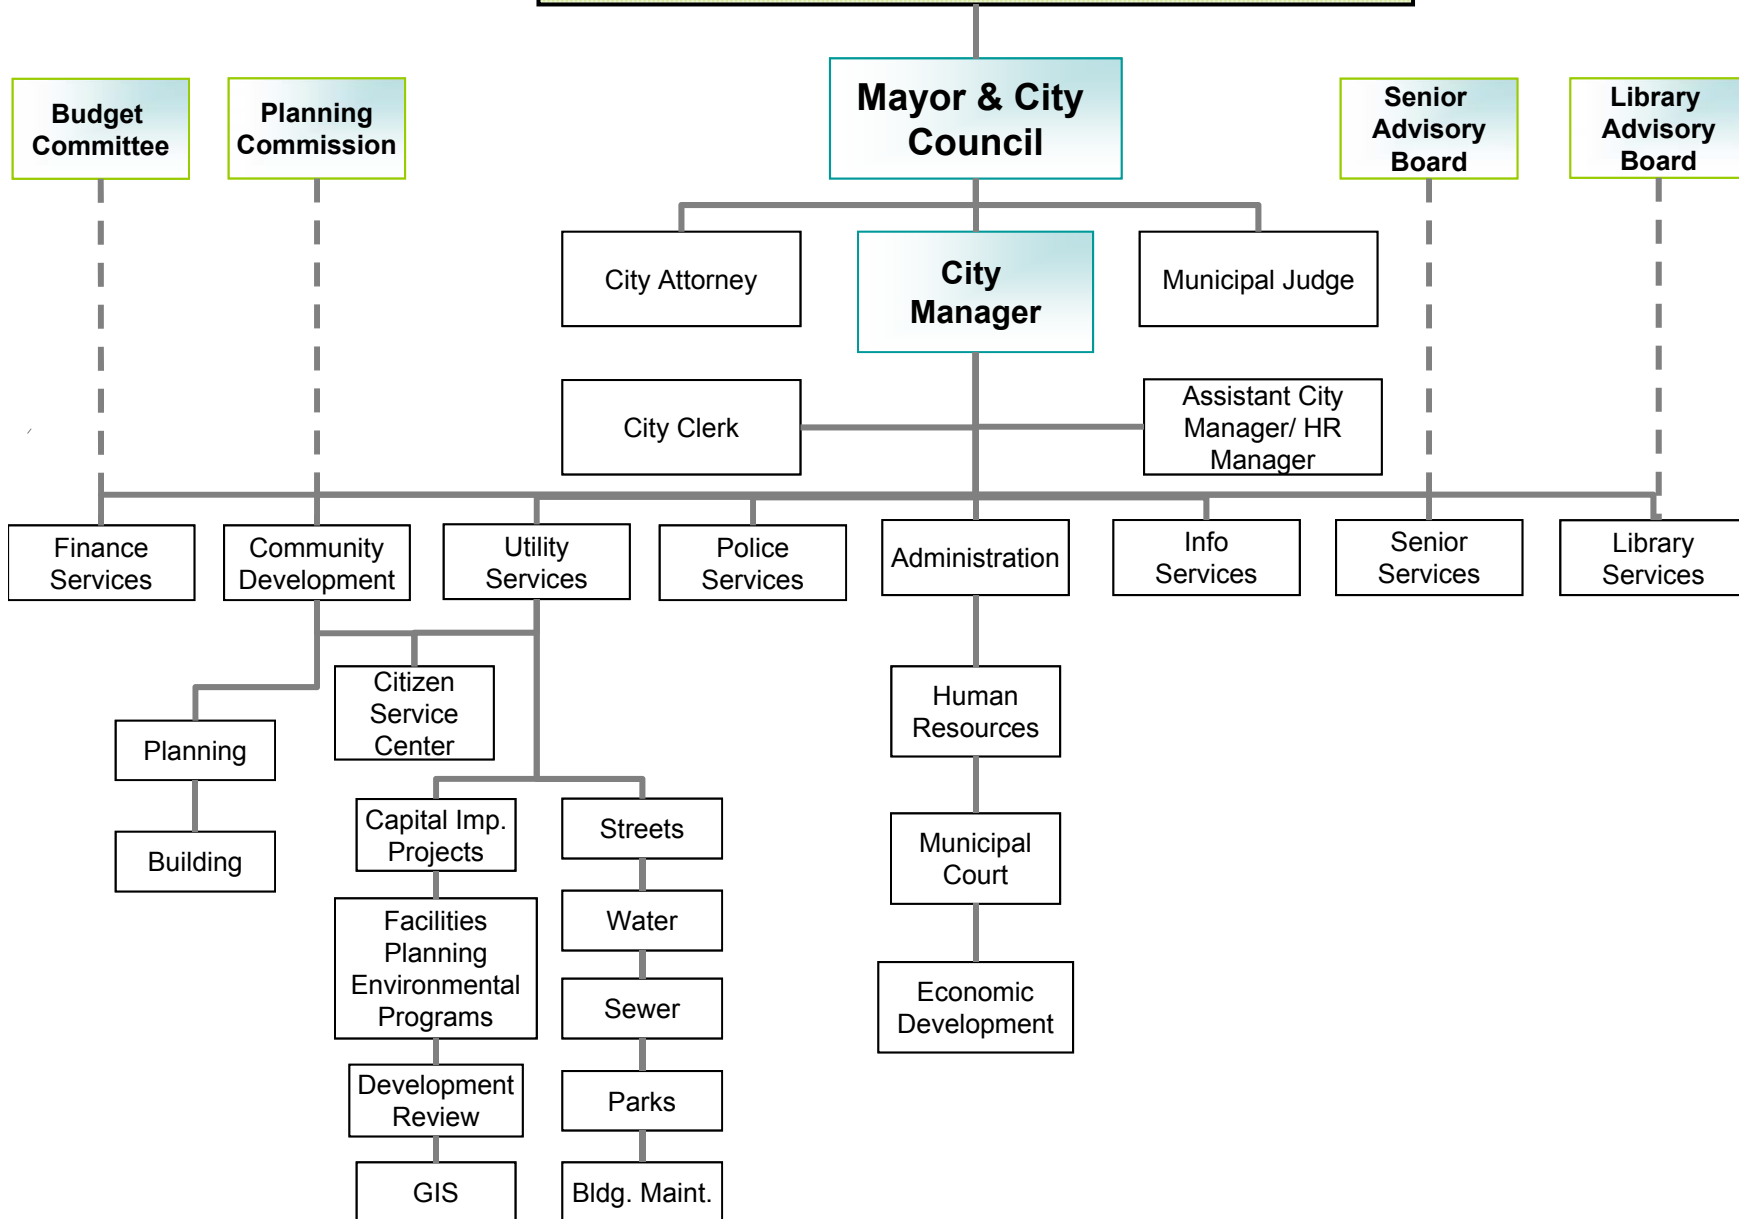 Budget
Committee
Planning
Commission
Mayor & City
Council
Senior
Advisory
Board
Library
Advisory
Board
City Attorney
City
Manager
Municipal Judge
City Clerk
Assistant City
Manager/ HR
Manager
Finance
Services
Community
Development
Utility
Services
Police
Services
Administration
Info
Services
Senior
Services
Library
Services
Citizen
Service
Center
Planning
Building
Human
Resources
Municipal
Court
Economic
Development
Capital Imp.
Projects
Facilities
Planning
Environmental
Programs
Development
Review
GIS
Streets
Water
Sewer
Parks
Bldg. Maint.